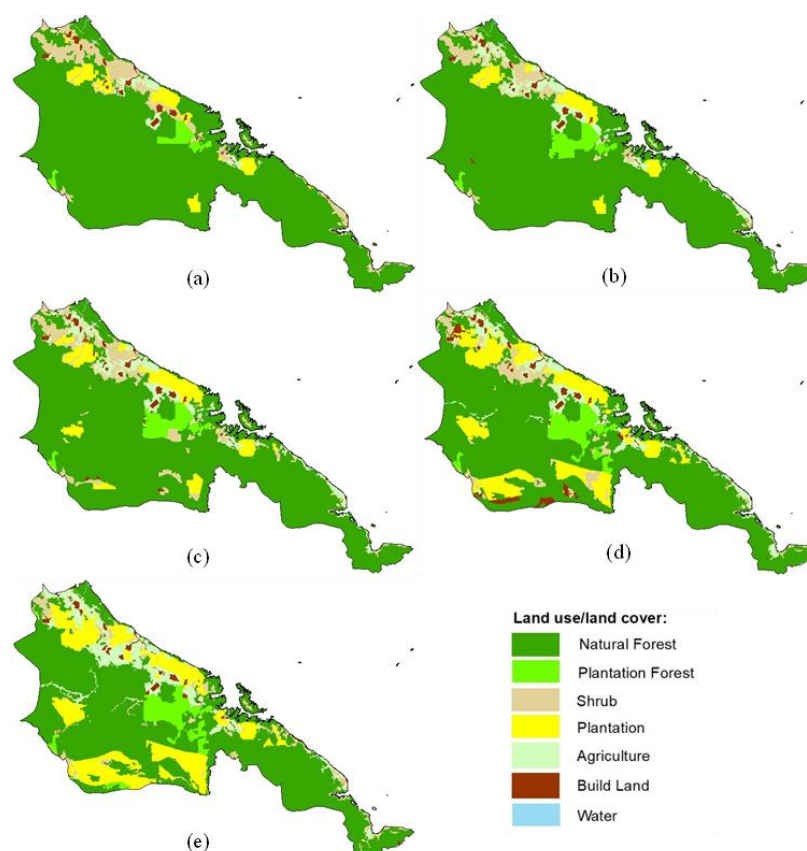 (a)
(b)
(c)
(d)
(e)
Land use/land cover:
Natural Forest
Plantation Forest
Shrub
Plantation
Agriculture
Build Land
Water